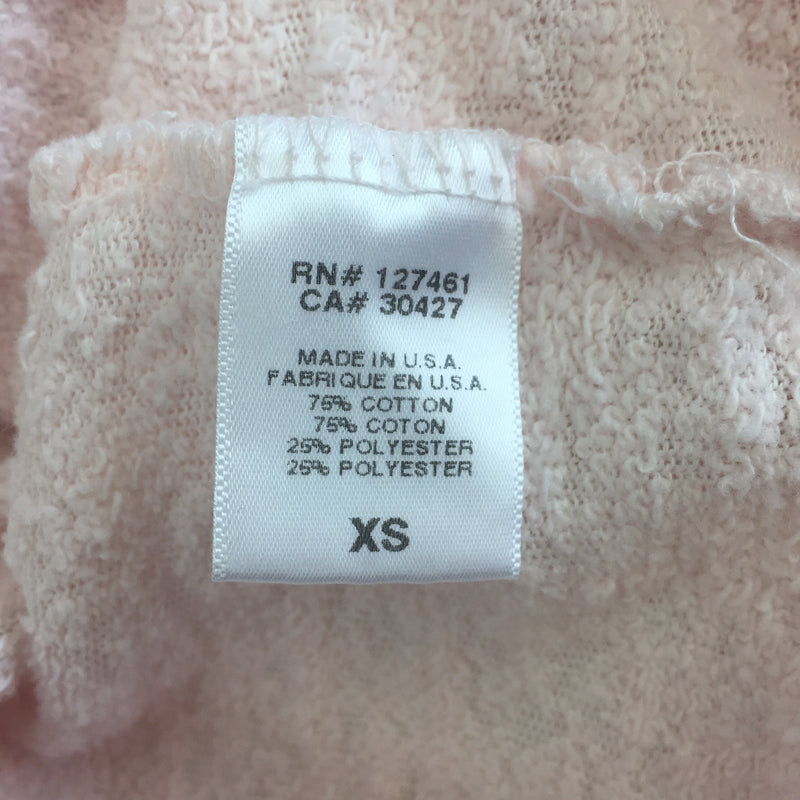 RN# 127461
CA# 30427
MADE IN U.S.A.
FABRIQUE EN U.S.A.
75% COTTON
75% COTON
25% POLYESTER
25% POLYESTER
XS